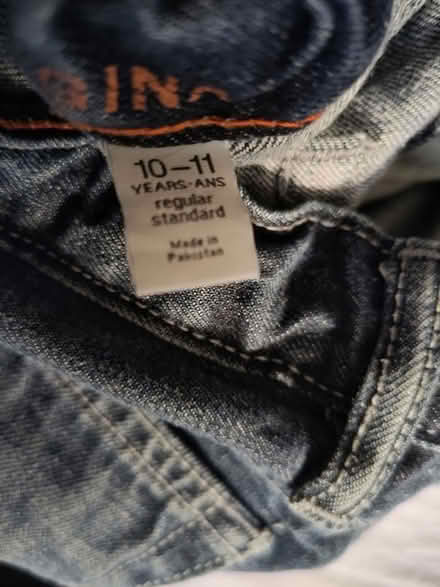 10–11
YEARS·ANS
regular
standard
Made in
Pakistan